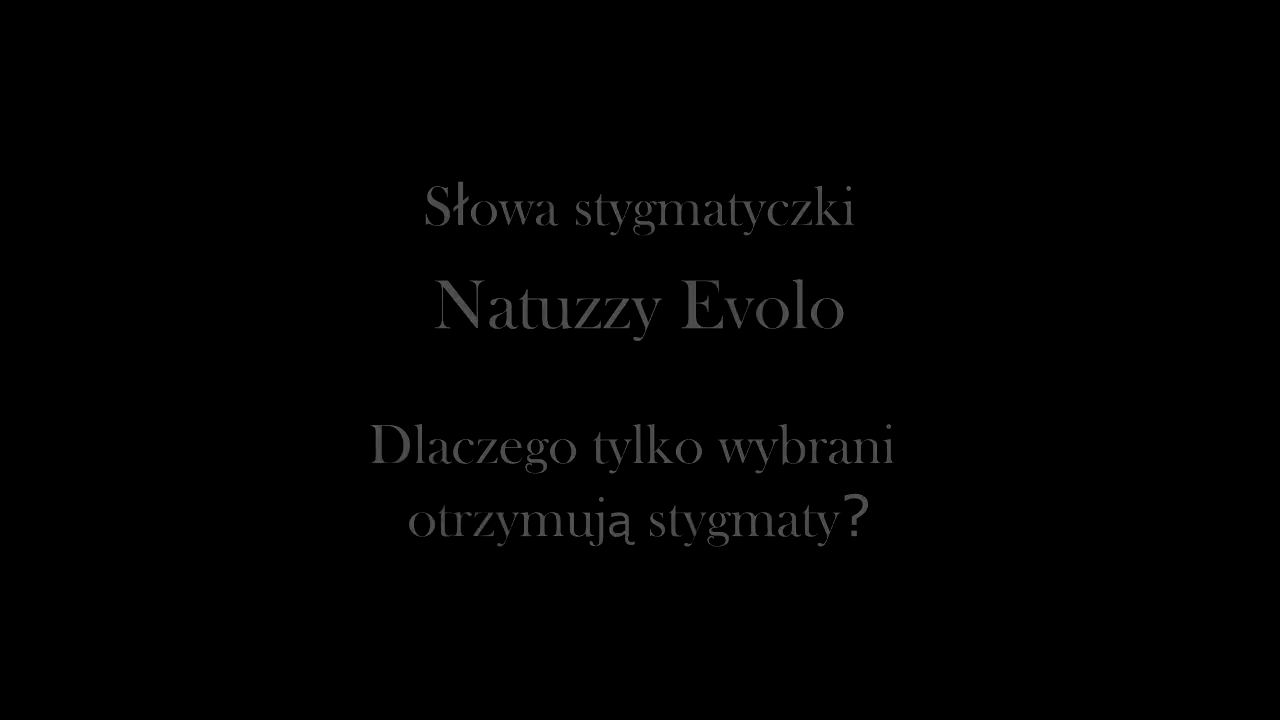 Słowa stygmatyczki
Natuzzy Evolo
Dlaczego tylko wybrani
otrzymują stygmaty?